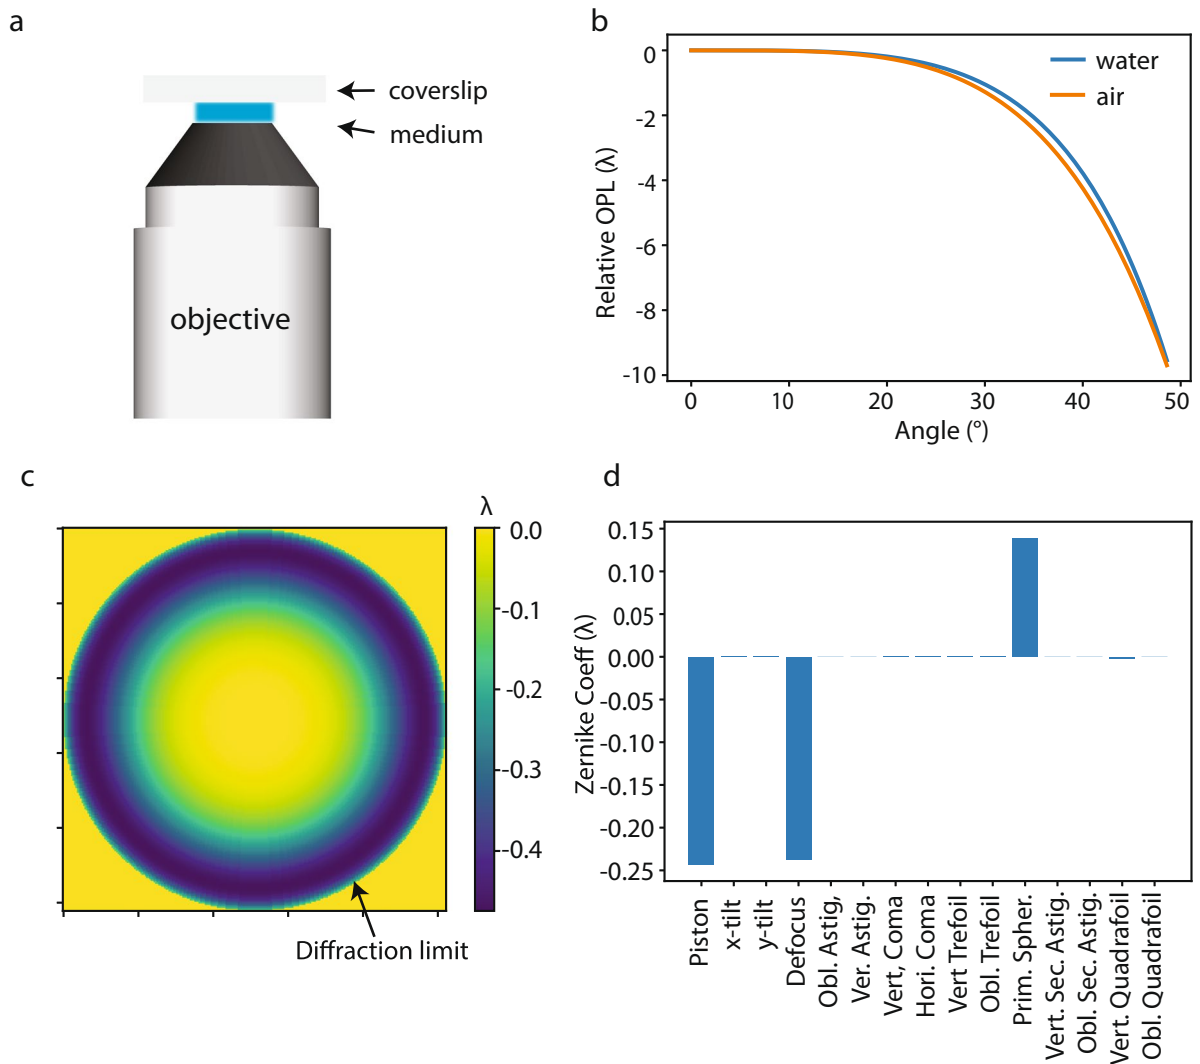 a
coverslip
medium
objective
b
0
-2
-4
-6
-8
-10
Relative OPL (λ)
water
air
0 10 20 30 40 50
Angle (°)
c
λ
0.0
-0.1
-0.2
-0.3
-0.4
Diffraction limit
d
0.15
0.10
0.05
0.00
-0.05
-0.10
-0.15
-0.20
-0.25
Zernike Coeff (λ)
Piston
x-tilt
y-tilt
Defocus
Obl. Astig,
Ver. Astig.
Vert, Coma
Hori. Coma
Vert Trefoil
Obl. Trefoil
Prim. Spher.
Vert. Sec. Astig.
Obl. Sec. Astig.
Vert. Quadrafoil
Obl. Quadrafoil